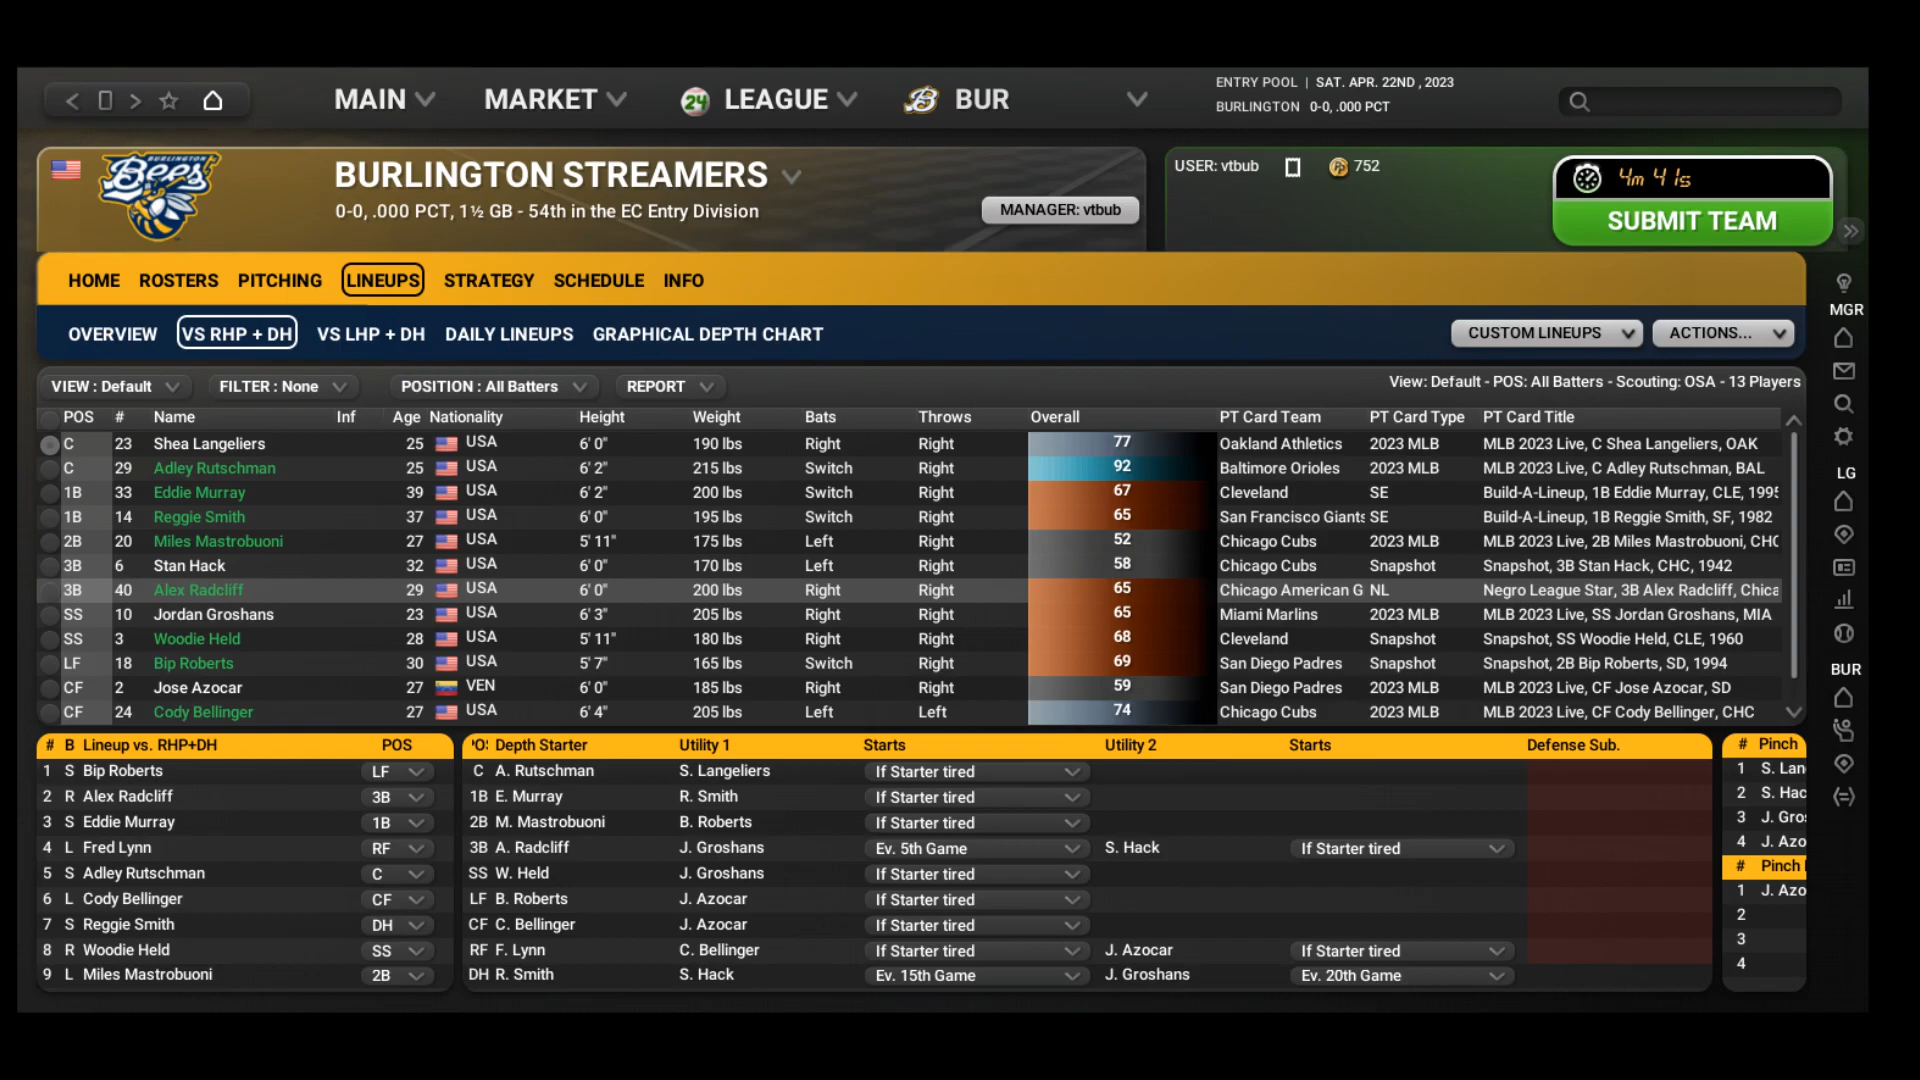 MAIN MARKET 24 LEAGUE BUR
ENTRY POOL | SAT. APR. 22ND , 2023
BURLINGTON 0-0, .000 PCT
BURLINGTON
Bees
BURLINGTON STREAMERS
0-0, .000 PCT, 1½ GB - 54th in the EC Entry Division
MANAGER: vtbub
USER: vtbub 752
4m 41s
SUBMIT TEAM
HOME ROSTERS PITCHING LINEUPS STRATEGY SCHEDULE INFO
OVERVIEW VS RHP + DH VS LHP + DH DAILY LINEUPS GRAPHICAL DEPTH CHART CUSTOM LINEUPS ACTIONS...
VIEW : Default FILTER : None POSITION : All Batters REPORT View: Default - POS: All Batters - Scouting: OSA - 13 Players
POS # Name Inf Age Nationality Height Weight Bats Throws Overall PT Card Team PT Card Type PT Card Title
C 23 Shea Langeliers 25 USA 6' 0" 190 lbs Right Right 77 Oakland Athletics 2023 MLB MLB 2023 Live, C Shea Langeliers, OAK
C 29 Adley Rutschman 25 USA 6' 2" 215 lbs Switch Right 92 Baltimore Orioles 2023 MLB MLB 2023 Live, C Adley Rutschman, BAL
1B 33 Eddie Murray 39 USA 6' 2" 200 lbs Switch Right 67 Cleveland SE Build-A-Lineup, 1B Eddie Murray, CLE, 1995
1B 14 Reggie Smith 37 USA 6' 0" 195 lbs Switch Right 65 San Francisco Giants SE Build-A-Lineup, 1B Reggie Smith, SF, 1982
2B 20 Miles Mastrobuoni 27 USA 5' 11" 175 lbs Left Right 52 Chicago Cubs 2023 MLB MLB 2023 Live, 2B Miles Mastrobuoni, CHC
3B 6 Stan Hack 32 USA 6' 0" 170 lbs Left Right 58 Chicago Cubs Snapshot Snapshot, 3B Stan Hack, CHC, 1942
3B 40 Alex Radcliff 29 USA 6' 0" 200 lbs Right Right 65 Chicago American G NL Negro League Star, 3B Alex Radcliff, Chica
SS 10 Jordan Groshans 23 USA 6' 3" 205 lbs Right Right 65 Miami Marlins 2023 MLB MLB 2023 Live, SS Jordan Groshans, MIA
SS 3 Woodie Held 28 USA 5' 11" 180 lbs Right Right 68 Cleveland Snapshot Snapshot, SS Woodie Held, CLE, 1960
LF 18 Bip Roberts 30 USA 5' 7" 165 lbs Switch Right 69 San Diego Padres Snapshot Snapshot, 2B Bip Roberts, SD, 1994
CF 2 Jose Azocar 27 VEN 6' 0" 185 lbs Right Right 59 San Diego Padres 2023 MLB MLB 2023 Live, CF Jose Azocar, SD
CF 24 Cody Bellinger 27 USA 6' 4" 205 lbs Left Left 74 Chicago Cubs 2023 MLB MLB 2023 Live, CF Cody Bellinger, CHC
# B Lineup vs. RHP+DH POS
1 S Bip Roberts LF
2 R Alex Radcliff 3B
3 S Eddie Murray 1B
4 L Fred Lynn RF
5 S Adley Rutschman C
6 L Cody Bellinger CF
7 S Reggie Smith DH
8 R Woodie Held SS
9 L Miles Mastrobuoni 2B
Depth Starter Utility 1 Starts Utility 2 Starts Defense Sub.
C A. Rutschman S. Langeliers If Starter tired
1B E. Murray R. Smith If Starter tired
2B M. Mastrobuoni B. Roberts If Starter tired
3B A. Radcliff J. Groshans Ev. 5th Game S. Hack If Starter tired
SS W. Held J. Groshans If Starter tired
LF B. Roberts J. Azocar If Starter tired
CF C. Bellinger J. Azocar If Starter tired
RF F. Lynn C. Bellinger If Starter tired J. Azocar If Starter tired
DH R. Smith S. Hack Ev. 15th Game J. Groshans Ev. 20th Game
# Pinch
1 S. Lan
2 S. Hac
3 J. Gro
4 J. Azo
# Pinch
1 J. Azo
2
3
4
MGR
LG
BUR